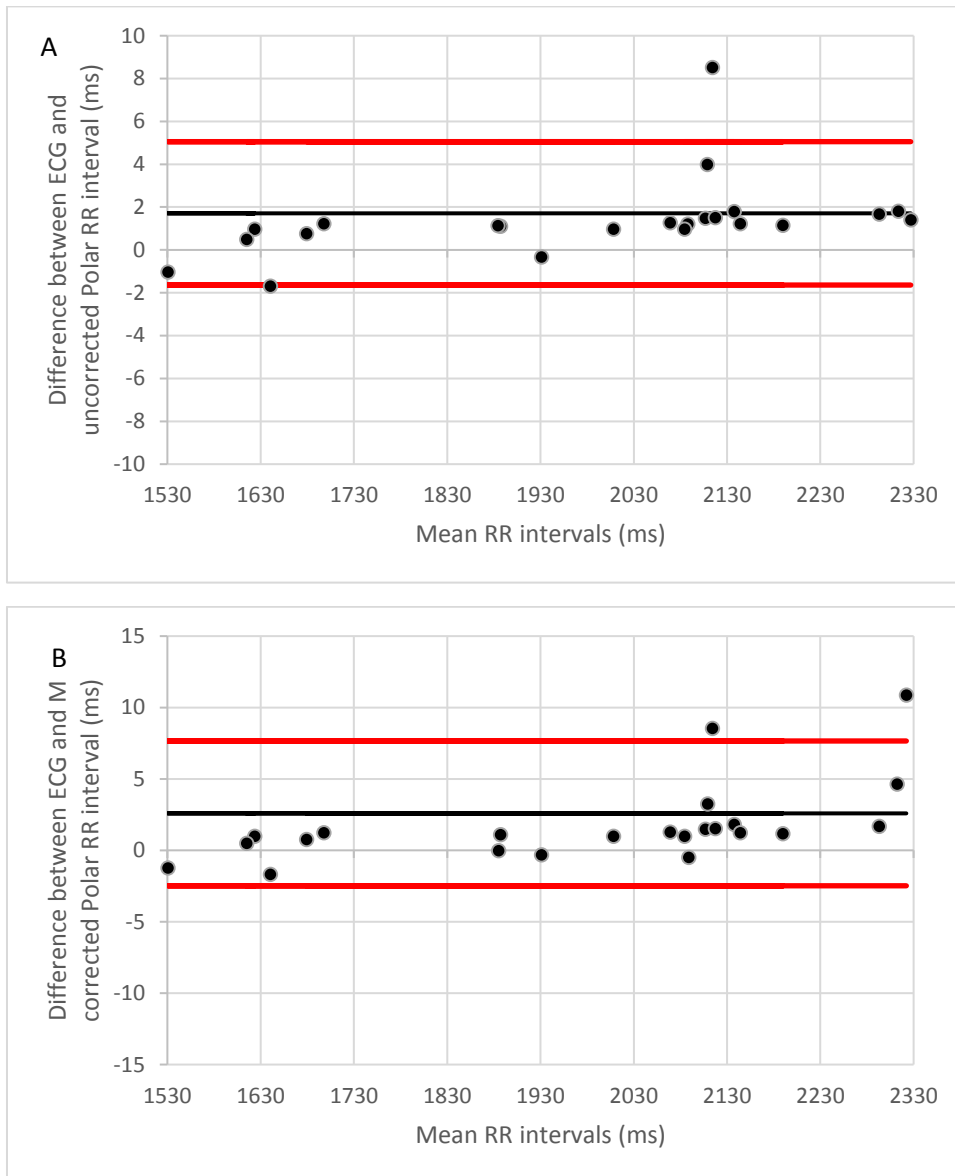 A
Difference between ECG and
uncorrected Polar RR interval (ms)
10
8
6
4
2
0
-2
-4
-6
-8
-10
1530 1630 1730 1830 1930 2030 2130 2230 2330
Mean RR intervals (ms)
B
Difference between ECG and M
corrected Polar RR interval (ms)
15
10
5
0
-5
-10
-15
1530 1630 1730 1830 1930 2030 2130 2230 2330
Mean RR intervals (ms)